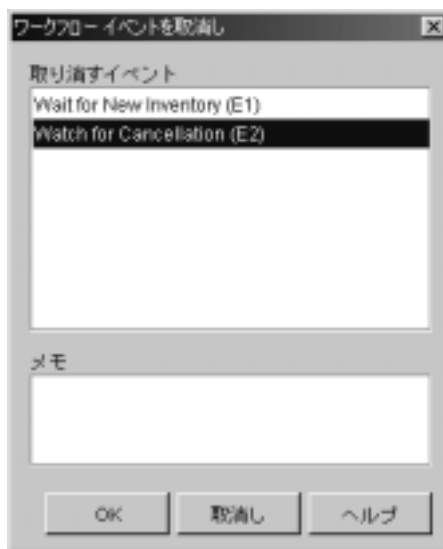 ワークフロー イベントを取消し
取り消すイベント
Wait for New Inventory (E1)
Watch for Cancellation (E2)
メモ
OK
取消し
ヘルプ